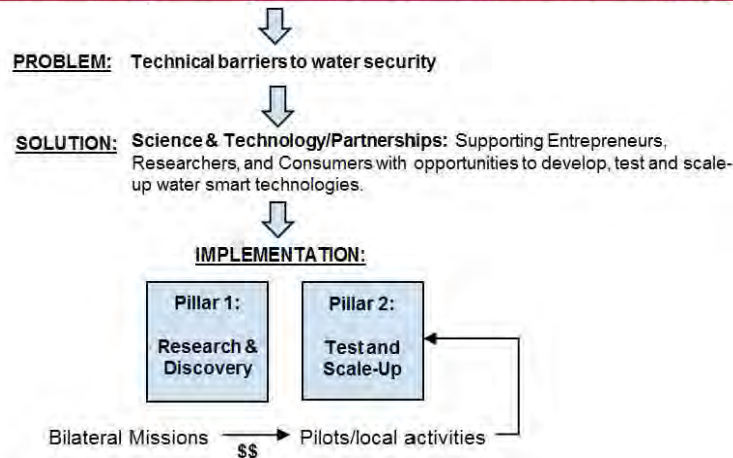 PROBLEM: Technical barriers to water security
SOLUTION: Science & Technology/Partnerships: Supporting Entrepreneurs,
Researchers, and Consumers with opportunities to develop, test and scale-
up water smart technologies.
IMPLEMENTATION:
Pillar 1:
Research &
Discovery
Pillar 2:
Test and
Scale-Up
Bilateral Missions
$$
Pilots/local activities